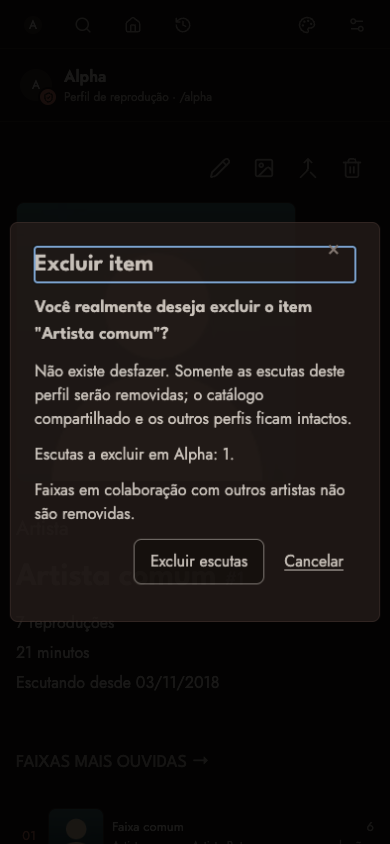 A
A
Alpha
Perfil de reprodução · /alpha
Excluir item
×
Você realmente deseja excluir o item
"Artista comum"?
Não existe desfazer. Somente as escutas deste
perfil serão removidas; o catálogo
compartilhado e os outros perfis ficam intactos.
Escutas a excluir em Alpha: 1.
Faixas em colaboração com outros artistas não
são removidas.
Artista
Excluir escutas
Cancelar
Artista comum
7 reproduções
21 minutos
Escutando desde 03/11/2018
FAIXAS MAIS OUVIDAS →
01
Faixa comum
6